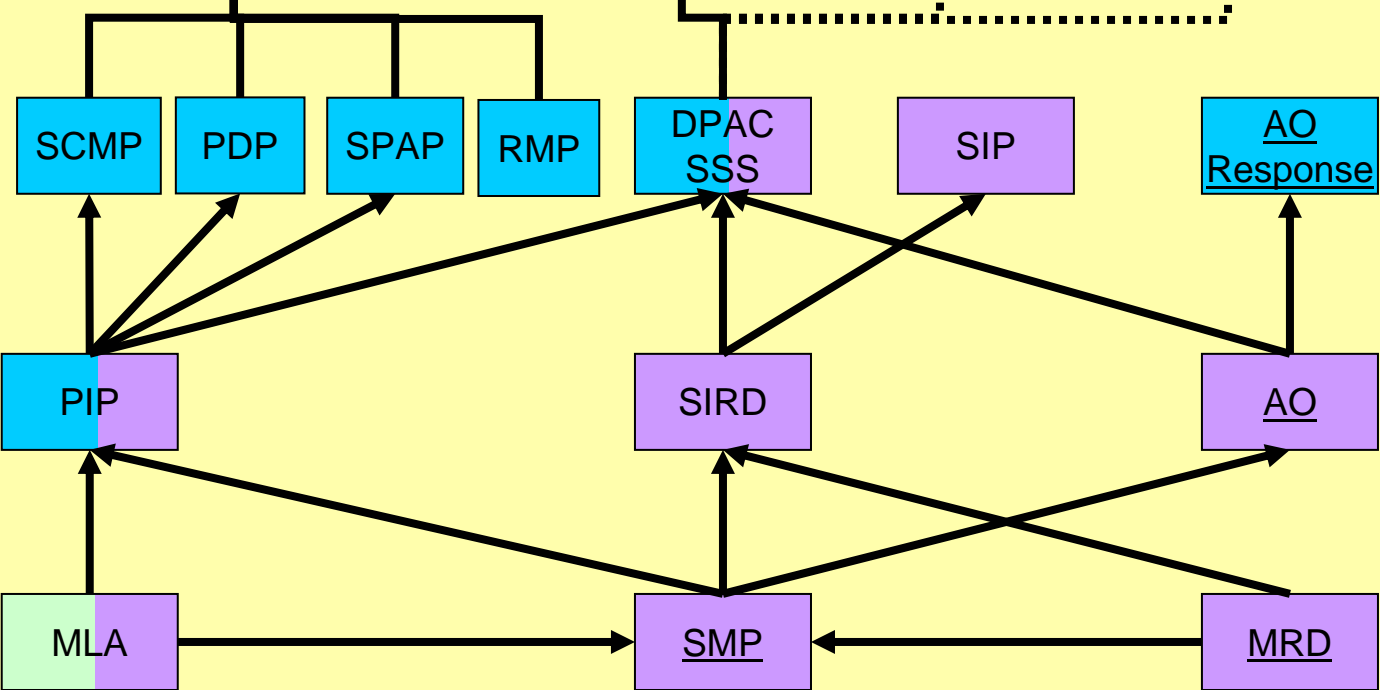 SCMP
PDP
SPAP
RMP
DPAC
SSS
SIP
AO
Response
PIP
SIRD
AO
MLA
SMP
MRD